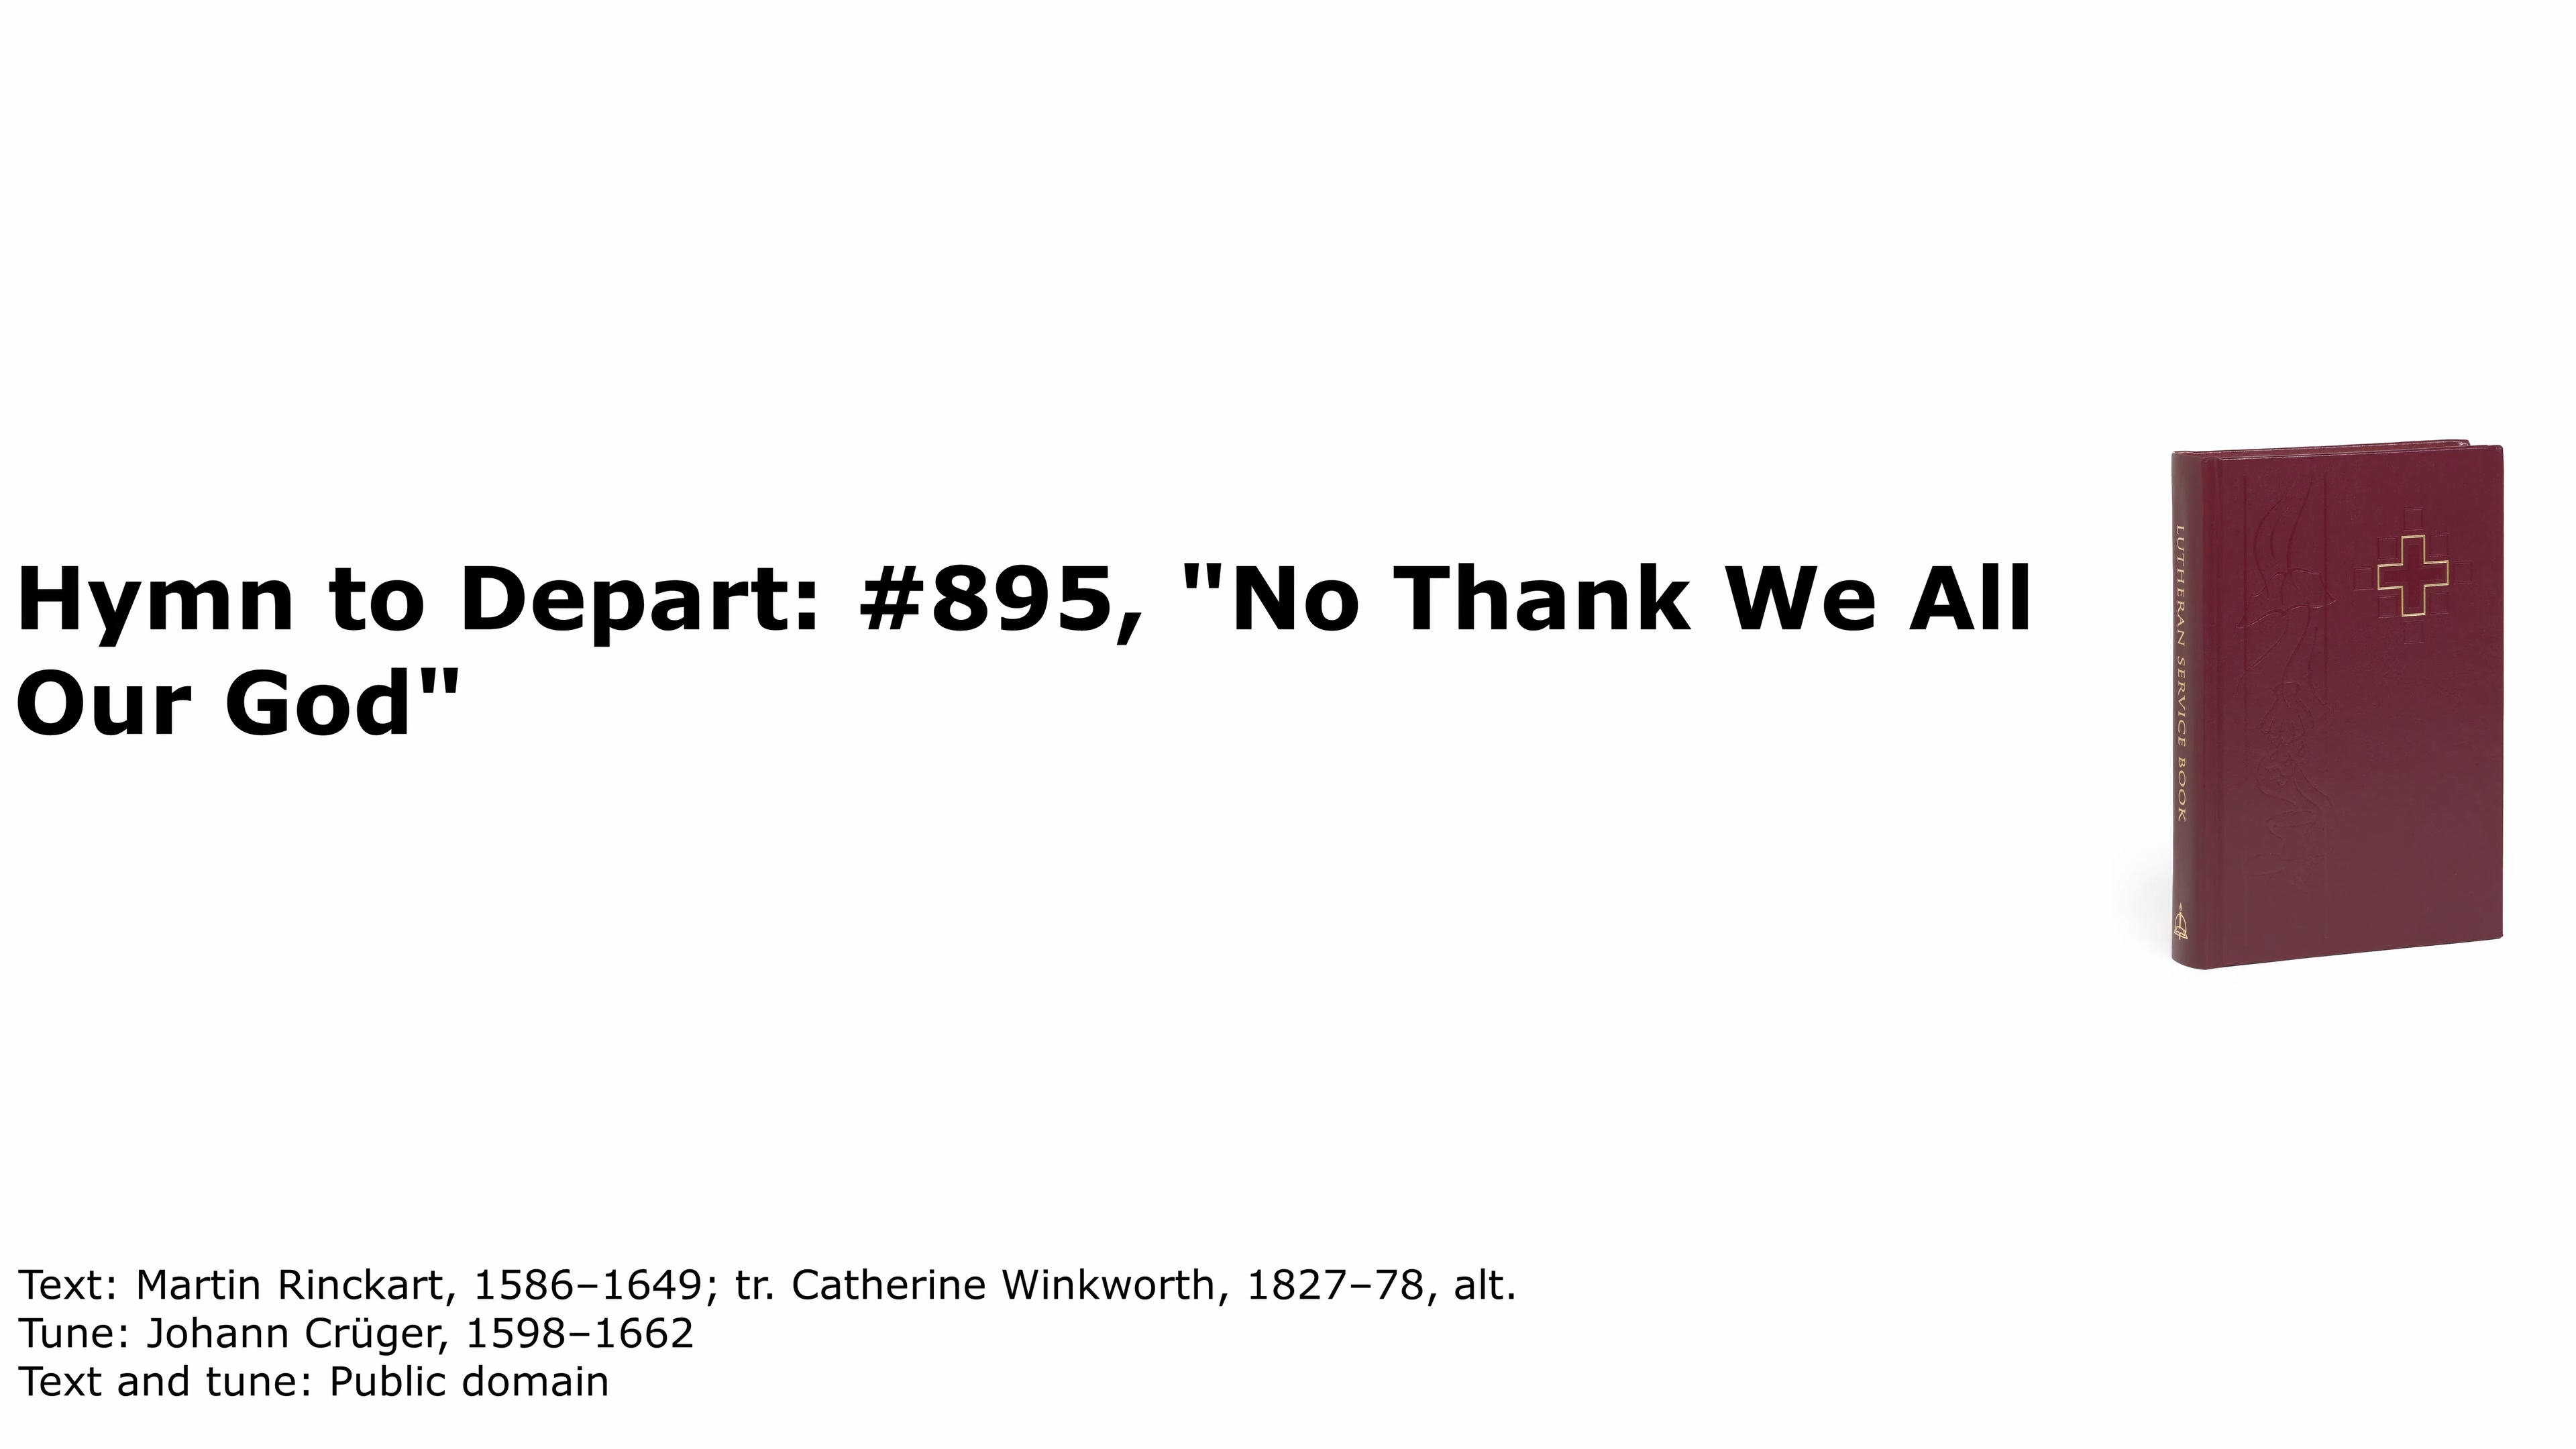 Hymn to Depart: #895, "No Thank We All
Our God"
LUTHERAN SERVICE BOOK
Text: Martin Rinckart, 1586–1649; tr. Catherine Winkworth, 1827–78, alt.
Tune: Johann Crüger, 1598–1662
Text and tune: Public domain